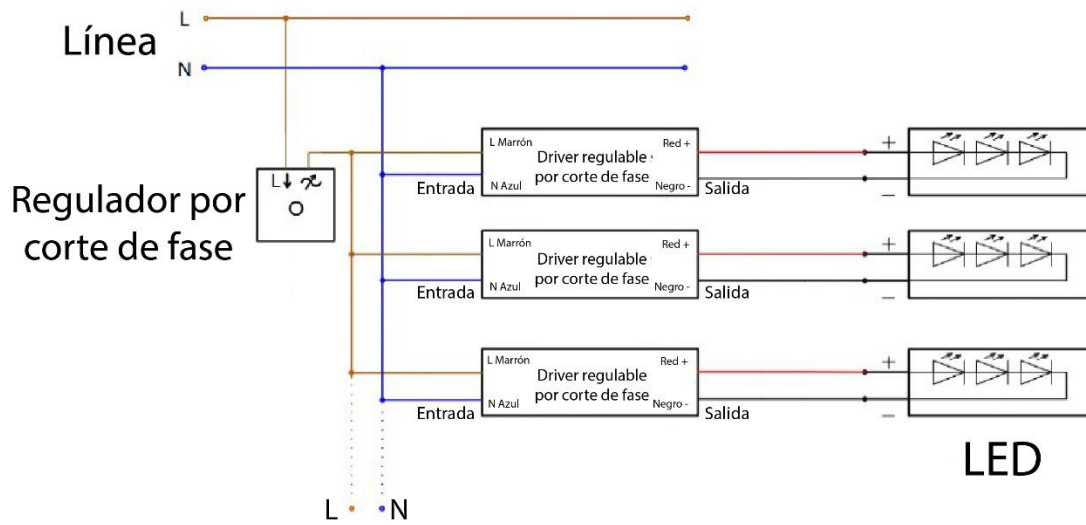 L
Línea
N
L Marrón
Red +
Driver regulable
por corte de fase
N Azul
Negro -
Entrada
Salida
+
−
L
Regulador por
corte de fase
L Marrón
Red +
Driver regulable
por corte de fase
N Azul
Negro -
Entrada
Salida
+
−
L Marrón
Red +
Driver regulable
por corte de fase
N Azul
Negro -
Entrada
Salida
+
−
LED
L
N